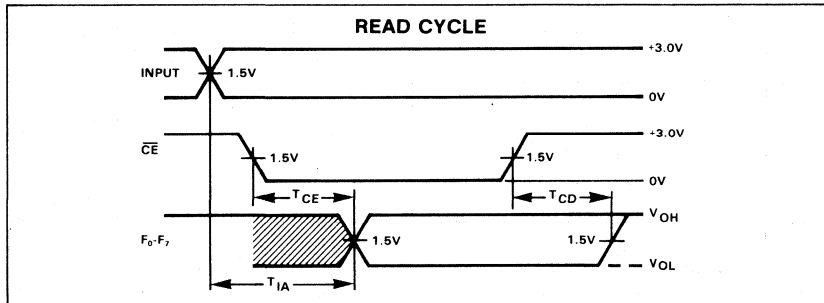 READ CYCLE
+3.0V
INPUT
1.5V
0V
+3.0V
CE
1.5V
1.5V
0V
TCE
TCD
VOH
F0-F7
1.5V
1.5V
VOL
TIA